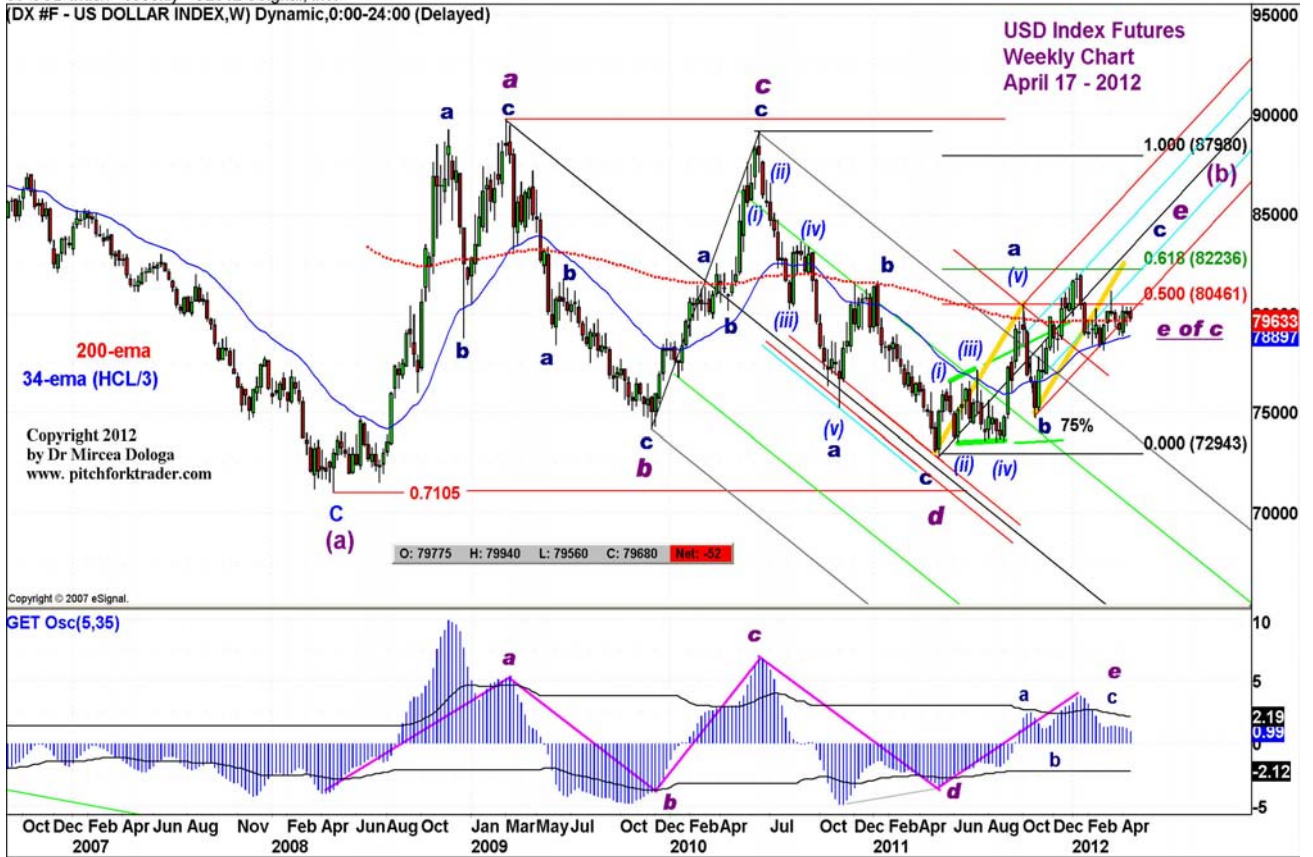 (DX #F - US DOLLAR INDEX,W) Dynamic,0:00-24:00 (Delayed)
USD Index Futures
Weekly Chart
April 17 - 2012
95000
90000
85000
79633
78897
75000
70000
a
c
a
c
c
b
a
b
c
b
a
b
(i)
(ii)
(iii)
(iv)
(v)
a
b
c
d
(i)
(ii)
(iii)
(iv)
a
(v)
b
75%
c
e
(b)
1.000 (87980)
0.618 (82236)
0.500 (80461)
0.000 (72943)
e of c
200-ema
34-ema (HCL/3)
Copyright 2012
by Dr Mircea Dologa
www. pitchforktrader.com
0.7105
C
(a)
O: 79775 H: 79940 L: 79560 C: 79680 Net: -52
Copyright © 2007 eSignal.
GET Osc(5,35)
a
b
c
d
a
b
c
e
10
5
2.19
0.99
0
-2.12
-5
Oct Dec Feb Apr Jun Aug Nov Feb Apr Jun Aug Oct Jan Mar May Jul Oct Dec Feb Apr Jul Oct Dec Feb Apr Jun Aug Oct Dec Feb Apr
2007 2008 2009 2010 2011 2012